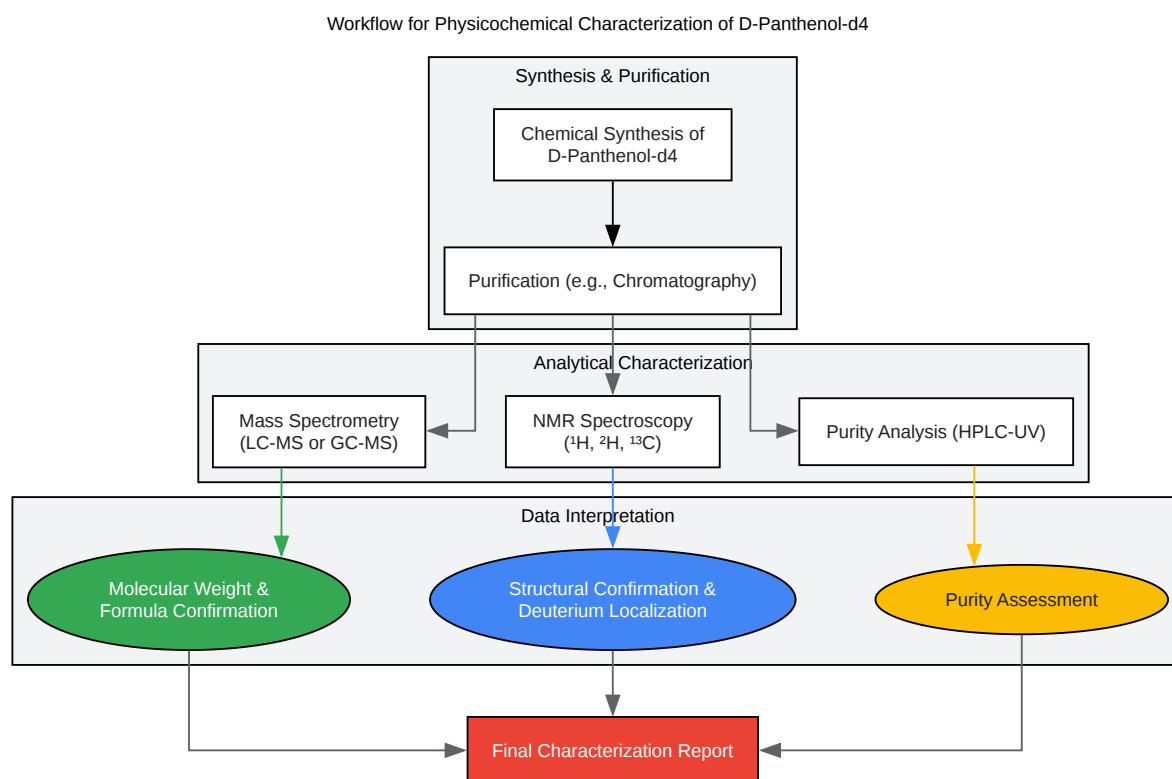 Workflow for Physicochemical Characterization of D-Panthenol-d4
Synthesis & Purification
Chemical Synthesis of
D-Panthenol-d4
Purification (e.g., Chromatography)
Analytical Characterization
Mass Spectrometry
(LC-MS or GC-MS)
NMR Spectroscopy
(¹H, ²H, ¹³C)
Purity Analysis (HPLC-UV)
Data Interpretation
Molecular Weight &
Formula Confirmation
Structural Confirmation &
Deuterium Localization
Purity Assessment
Final Characterization Report